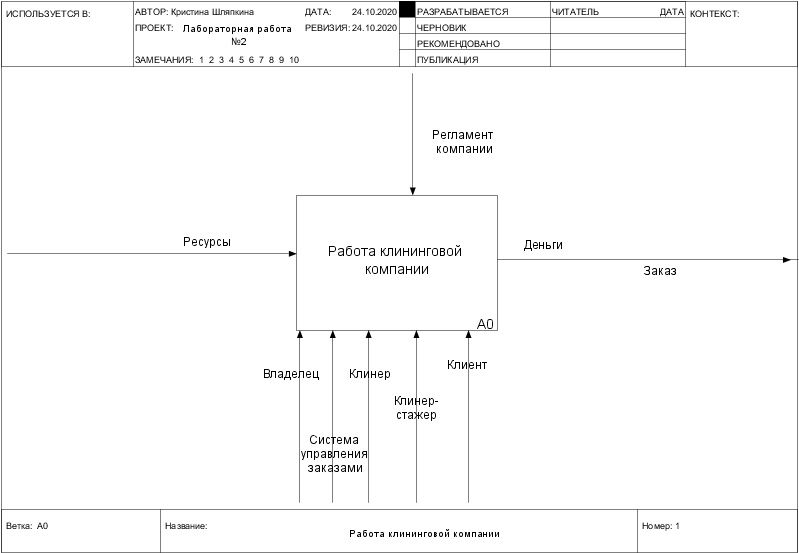 ИСПОЛЬЗУЕТСЯ В:
АВТОР: Кристина Шляпкина
ДАТА: 24.10.2020
РАЗРАБАТЫВАЕТСЯ
ЧИТАТЕЛЬ
ДАТА
КОНТЕКСТ:
ПРОЕКТ: Лабораторная работа
№2
РЕВИЗИЯ: 24.10.2020
ЧЕРНОВИК
РЕКОМЕНДОВАНО
ЗАМЕЧАНИЯ: 1 2 3 4 5 6 7 8 9 10
ПУБЛИКАЦИЯ
Регламент
компании
Ресурсы
Работа клининговой
компании
A0
Деньги
Заказ
Владелец
Клинер
Клиент
Клинер-
стажер
Система
управления
заказами
Ветка: A0
Название:
Работа клининговой компании
Номер: 1